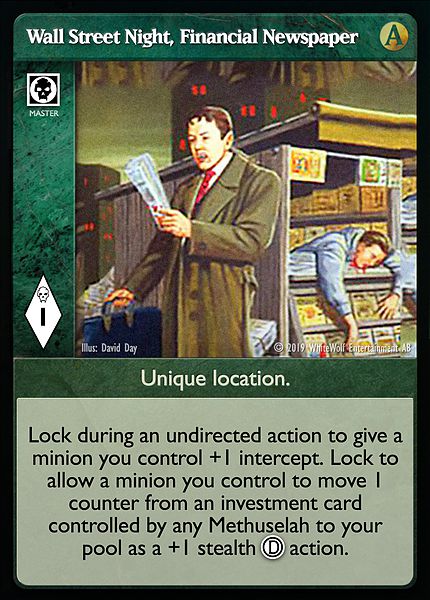 Wall Street Night, Financial Newspaper
A
MASTER
1
Illus: David Day
© 2019 WhiteWolf Entertainment AB
Unique location.
Lock during an undirected action to give a
minion you control +1 intercept. Lock to
allow a minion you control to move 1
counter from an investment card
controlled by any Methuselah to your
pool as a +1 stealth Ⓓ action.